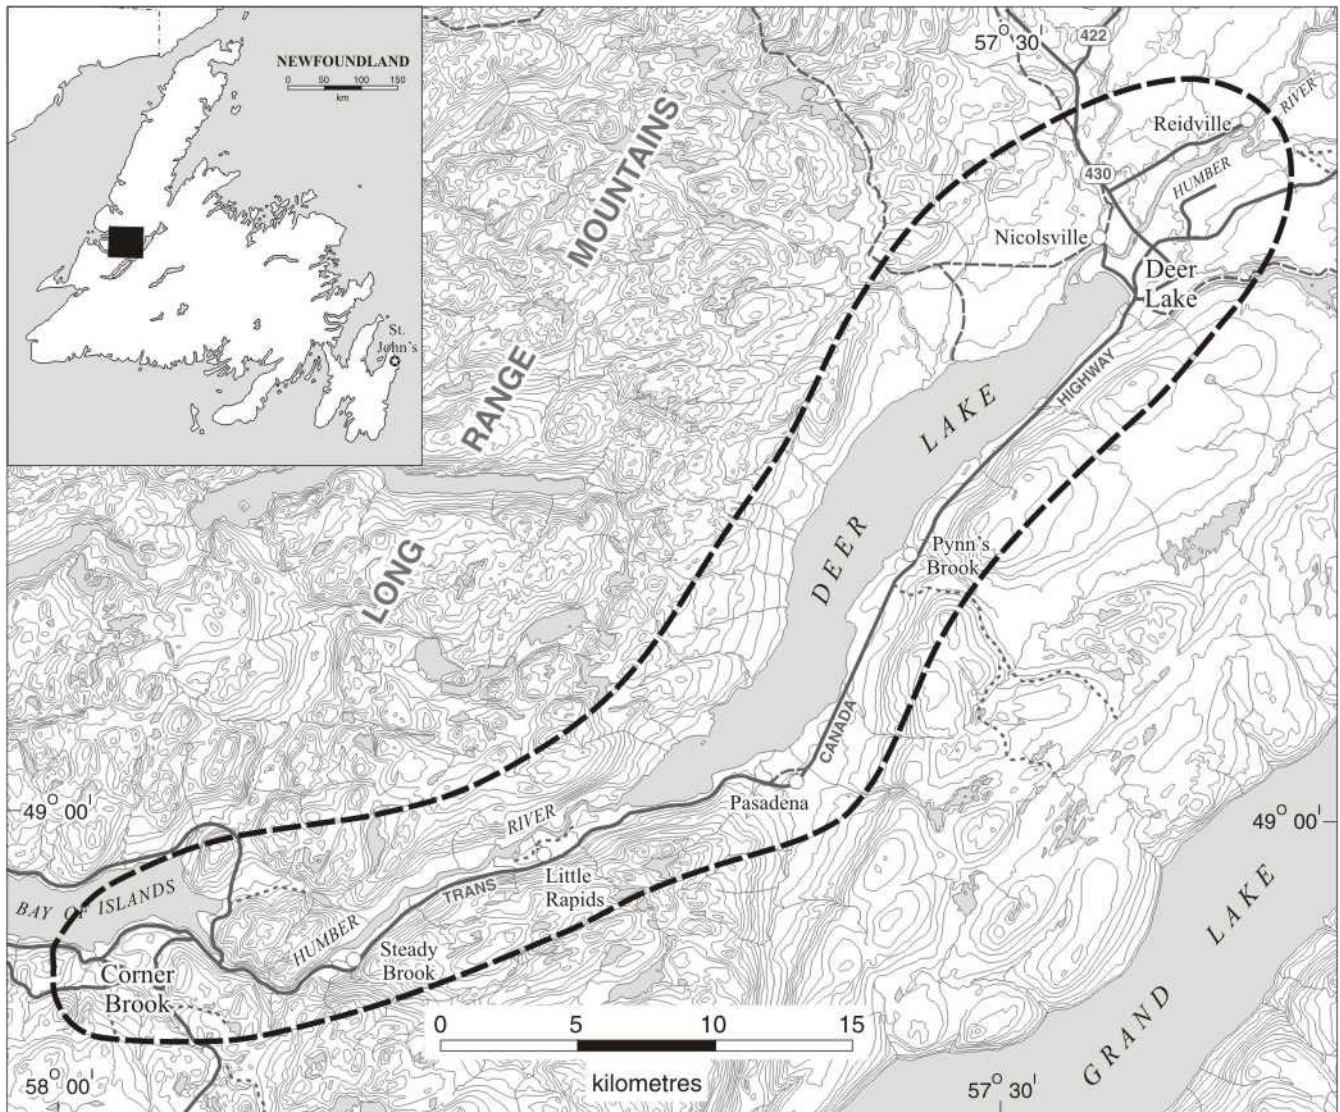 NEWFOUNDLAND
0 50 100 150
km
St.
John's
57° 30'
422
RIVER
Reidville
430
HUMBER
Nicolsville
Deer
Lake
MOUNTAINS
RANGE
LONG
HIGHWAY
LAKE
DEER
Pynn's
Brook
CANADA
Pasadena
49° 00'
49° 00'
RIVER
Little
Rapids
TRANS
BAY OF ISLANDS
HUMBER
Steady
Brook
Corner
Brook
LAKE
GRAND
0 5 10 15
kilometres
58° 00'
57° 30'